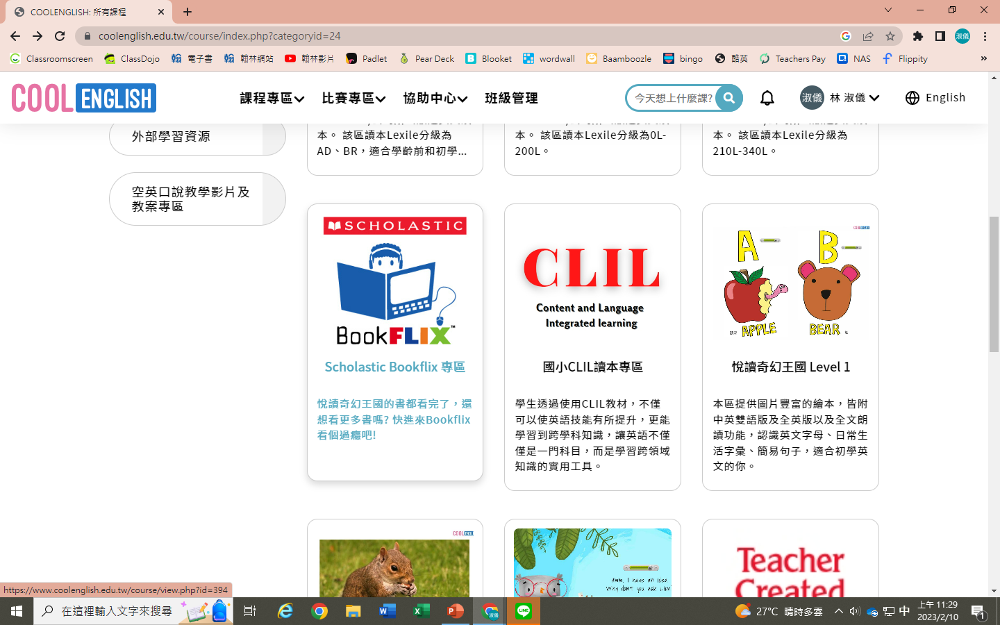 COOLENGLISH: 所有課程
coolenglish.edu.tw/course/index.php?categoryid=24
淑儀
Classroomscreen
ClassDojo
電子書
翰林網站
翰林影片
Padlet
Pear Deck
Blooket
wordwall
Baamboozle
bingo
酷英
Teachers Pay
NAS
Flippity
COOL ENGLISH
課程專區
比賽專區
協助中心
班級管理
今天想上什麼課?
淑儀
林 淑儀
English
外部學習資源
空英口說教學影片及
教案專區
本。 該區讀本Lexile分級為
AD、BR，適合學齡前和初學...
本。 該區讀本Lexile分級為0L-
200L。
本。 該區讀本Lexile分級為
210L-340L。
SCHOLASTIC
BookFLIX™
Scholastic Bookflix 專區
悅讀奇幻王國的書都看完了，還
想看更多書嗎? 快進來Bookflix
看個過癮吧!
CLIL
Content and Language
Integrated learning
國小CLIL讀本專區
學生透過使用CLIL教材，不僅
可以使英語技能有所提升，更能
學習到跨學科知識，讓英語不僅
僅是一門科目，而是學習跨領域
知識的實用工具。
A
B
APPLE
BEAR
悅讀奇幻王國 Level 1
本區提供圖片豐富的繪本，皆附
中英雙語版及全英版以及全文朗
讀功能，認識英文字母、日常生
活字彙、簡易句子，適合初學英
文的你。
Hmm, I have an idea.
Why don't you ask Lion
Teacher
Created
https://www.coolenglish.edu.tw/course/view.php?id=394
在這裡輸入文字來搜尋
27°C 晴時多雲
中
上午 11:29
2023/2/10
1